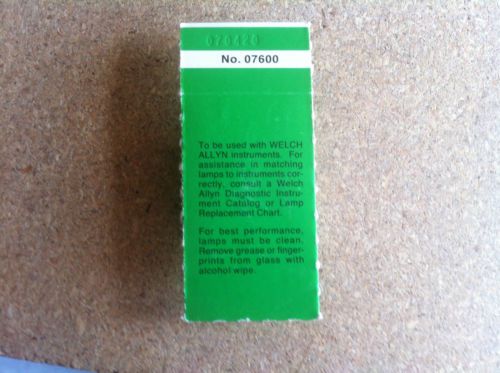 070420
No. 07600
To be used with WELCH
ALLYN instruments. For
assistance in matching
lamps to instruments cor-
rectly, consult a Welch
Allyn Diagnostic Instru-
ment Catalog or Lamp
Replacement Chart.
For best performance,
lamps must be clean.
Remove grease or finger-
prints from glass with
alcohol wipe.